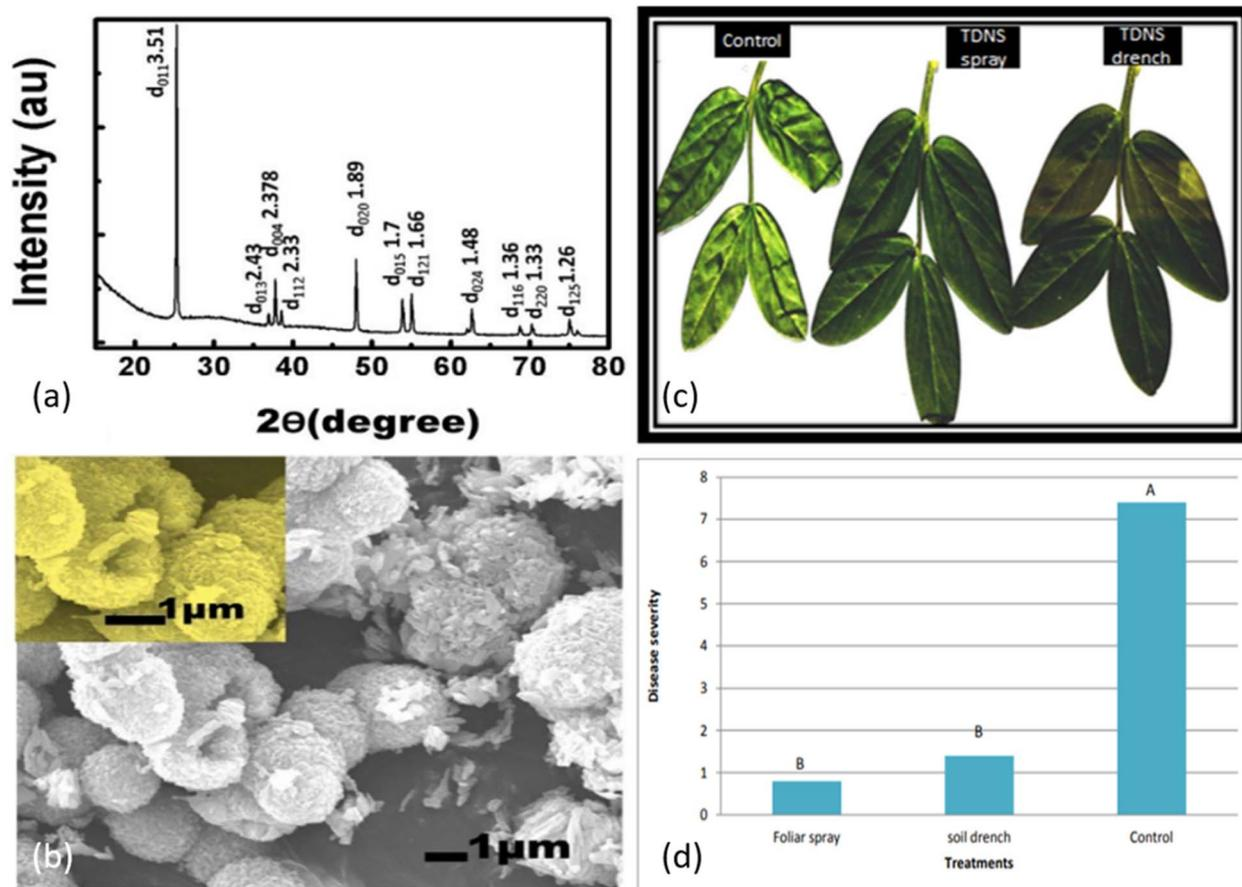 Intensity (au)
d011 3.51
d013 2.43
d004 2.378
d112 2.33
d020 1.89
d015 1.7
d121 1.66
d024 1.48
d116 1.36
d220 1.33
d125 1.26
20 30 40 50 60 70 80
2Θ(degree)
(a)
Control
TDNS
spray
TDNS
drench
(c)
1µm
1µm
(b)
8
7
6
5
4
3
2
1
0
Disease severity
B
B
A
Foliar spray
soil drench
Control
Treatments
(d)